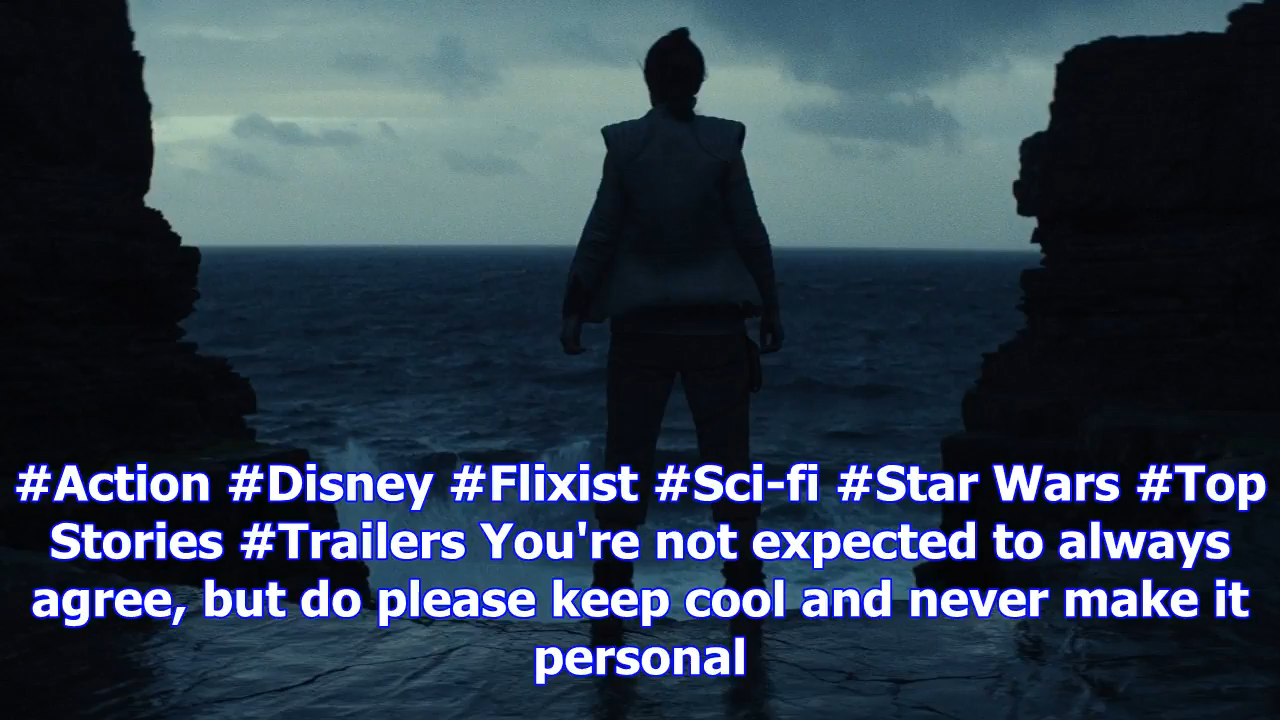 #Action #Disney #Flixist #Sci-fi #Star Wars #Top
Stories #Trailers You're not expected to always
agree, but do please keep cool and never make it
personal